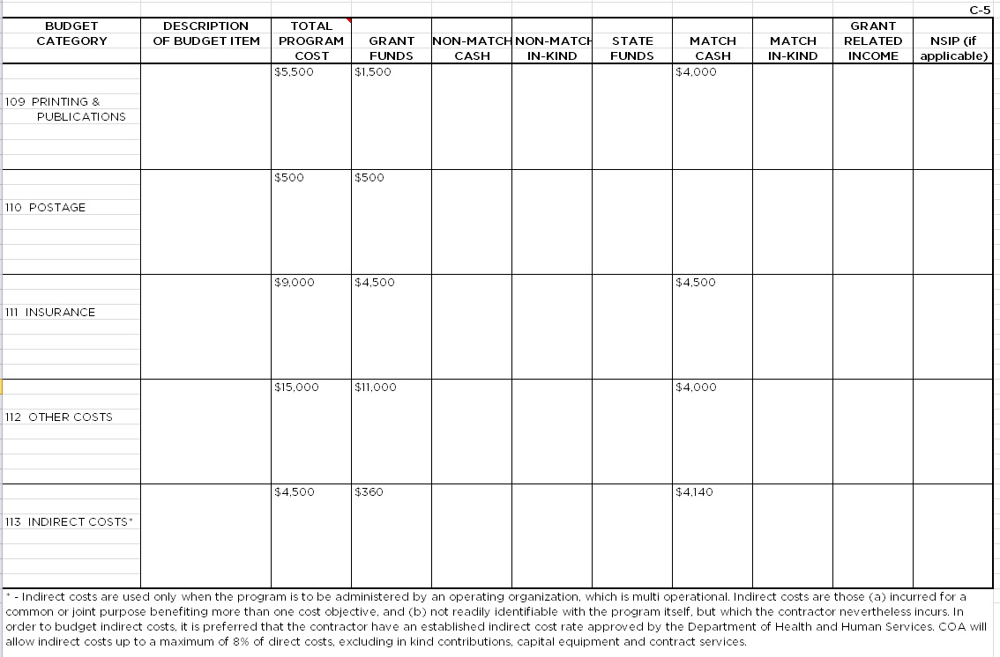 C-5
BUDGET CATEGORY DESCRIPTION OF BUDGET ITEM TOTAL PROGRAM COST GRANT FUNDS NON-MATCH CASH NON-MATCH IN-KIND STATE FUNDS MATCH CASH MATCH IN-KIND GRANT RELATED INCOME NSIP (if applicable)
$5,500 $1,500 $4,000
109 PRINTING &
PUBLICATIONS
$500 $500
110 POSTAGE
$9,000 $4,500 $4,500
111 INSURANCE
$15,000 $11,000 $4,000
112 OTHER COSTS
$4,500 $360 $4,140
113 INDIRECT COSTS*
* - Indirect costs are used only when the program is to be administered by an operating organization, which is multi operational. Indirect costs are those (a) incurred for a
common or joint purpose benefiting more than one cost objective, and (b) not readily identifiable with the program itself, but which the contractor nevertheless incurs. In
order to budget indirect costs, it is preferred that the contractor have an established indirect cost rate approved by the Department of Health and Human Services. COA will
allow indirect costs up to a maximum of 8% of direct costs, excluding in kind contributions, capital equipment and contract services.